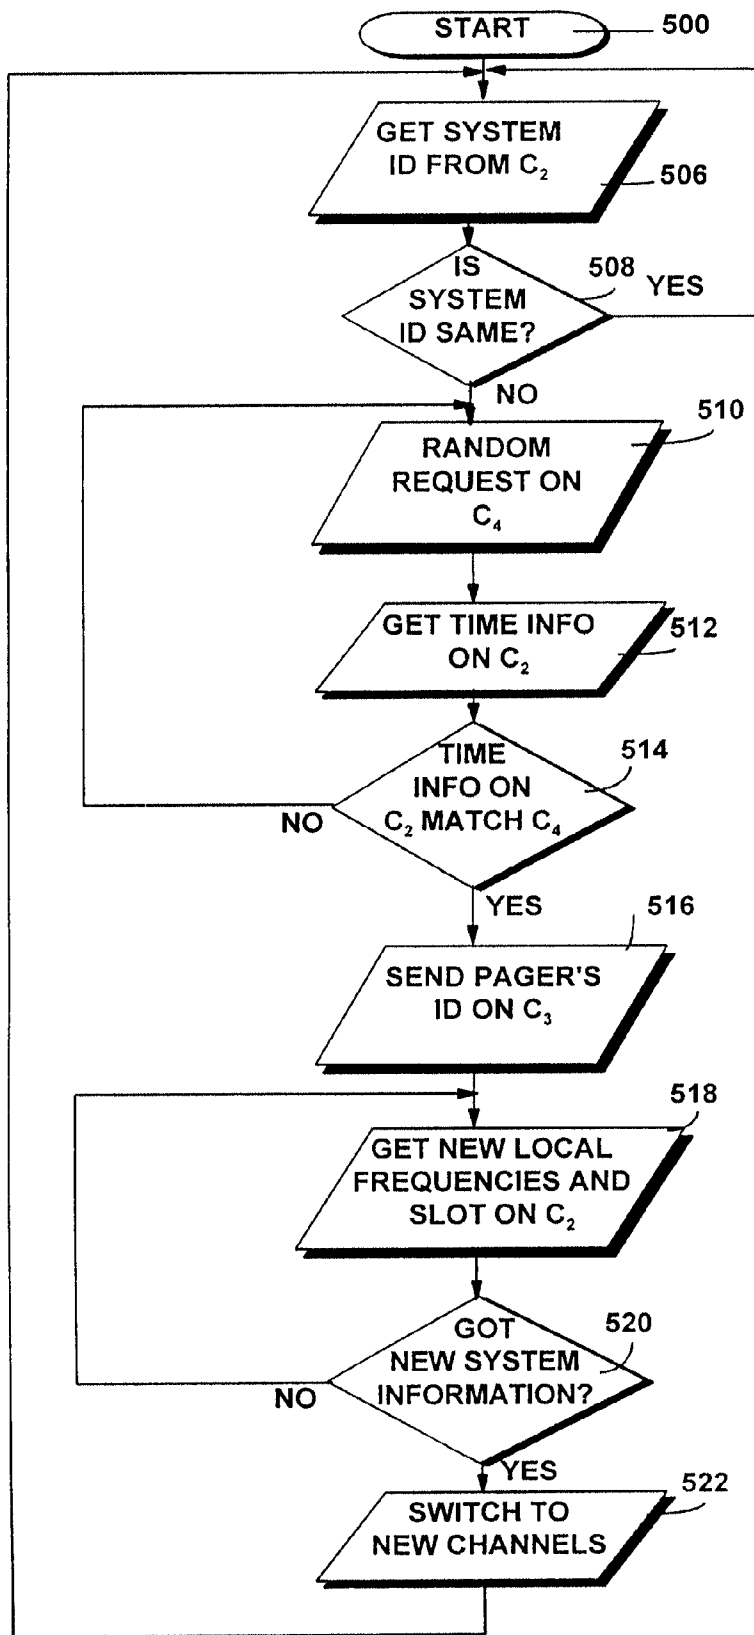 START
500
GET SYSTEM
ID FROM C₂
506
IS
SYSTEM
ID SAME?
508
YES
NO
RANDOM
REQUEST ON
C₄
510
GET TIME INFO
ON C₂
512
TIME
INFO ON
C₂ MATCH C₄
514
NO
YES
SEND PAGER'S
ID ON C₃
516
GET NEW LOCAL
FREQUENCIES AND
SLOT ON C₂
518
GOT
NEW SYSTEM
INFORMATION?
520
NO
YES
SWITCH TO
NEW CHANNELS
522